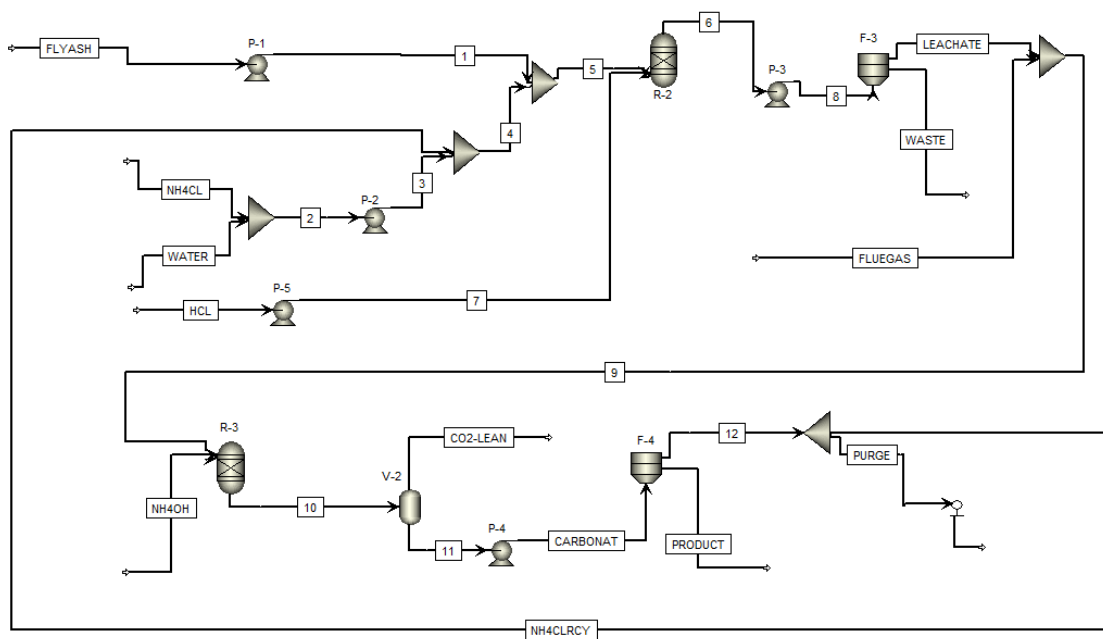 FLYASH
P-1
1
5
6
R-2
P-3
8
F-3
LEACHATE
WASTE
4
3
NH4CL
2
P-2
WATER
FLUEGAS
HCL
P-5
7
9
R-3
NH4OH
10
V-2
CO2-LEAN
11
P-4
CARBONAT
F-4
12
PRODUCT
PURGE
NH4CLRCY